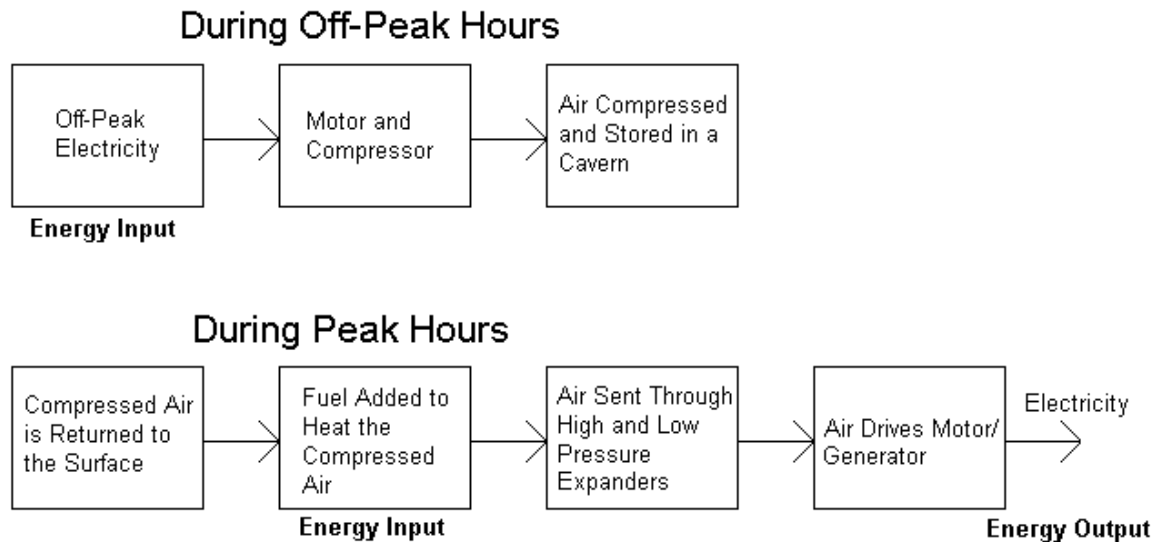 During Off-Peak Hours
Off-Peak
Electricity
Motor and
Compressor
Air Compressed
and Stored in a
Cavern
Energy Input
During Peak Hours
Compressed Air
is Returned to
the Surface
Fuel Added to
Heat the
Compressed
Air
Air Sent Through
High and Low
Pressure
Expanders
Air Drives Motor/
Generator
Electricity
Energy Input
Energy Output